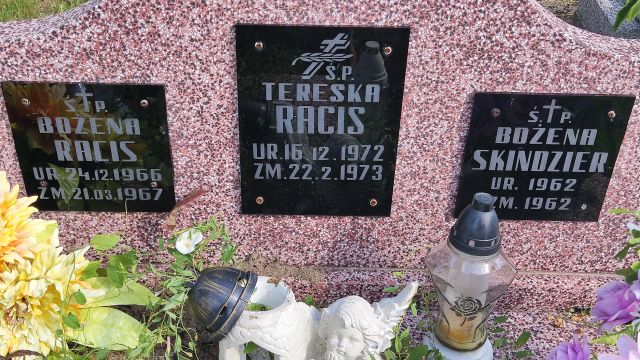 Ś.P.
BOŻENA
RACIS
UR. 24.12.1966
ZM. 21.03.1967
Ś.P.
TERESKA
RACIS
UR. 16.12.1972
ZM. 22.2.1973
Ś.P.
BOŻENA
SKINDZIER
UR. 1962
ZM. 1962